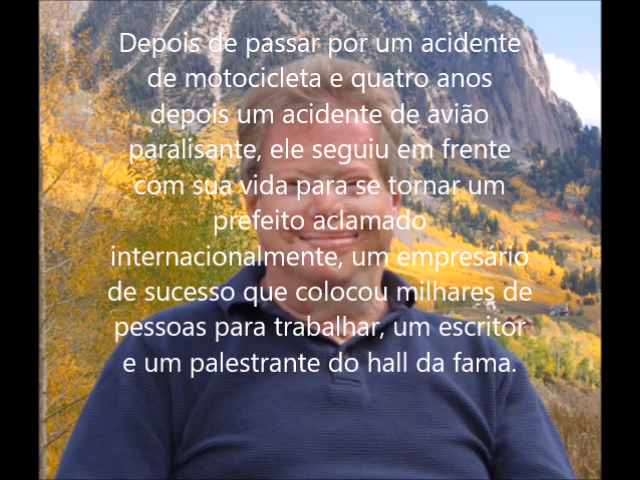 Depois de passar por um acidente
de motocicleta e quatro anos
depois um acidente de avião
paralisante, ele seguiu em frente
com sua vida para se tornar um
prefeito aclamado
internacionalmente, um empresário
de sucesso que colocou milhares de
pessoas para trabalhar, um escritor
e um palestrante do hall da fama.